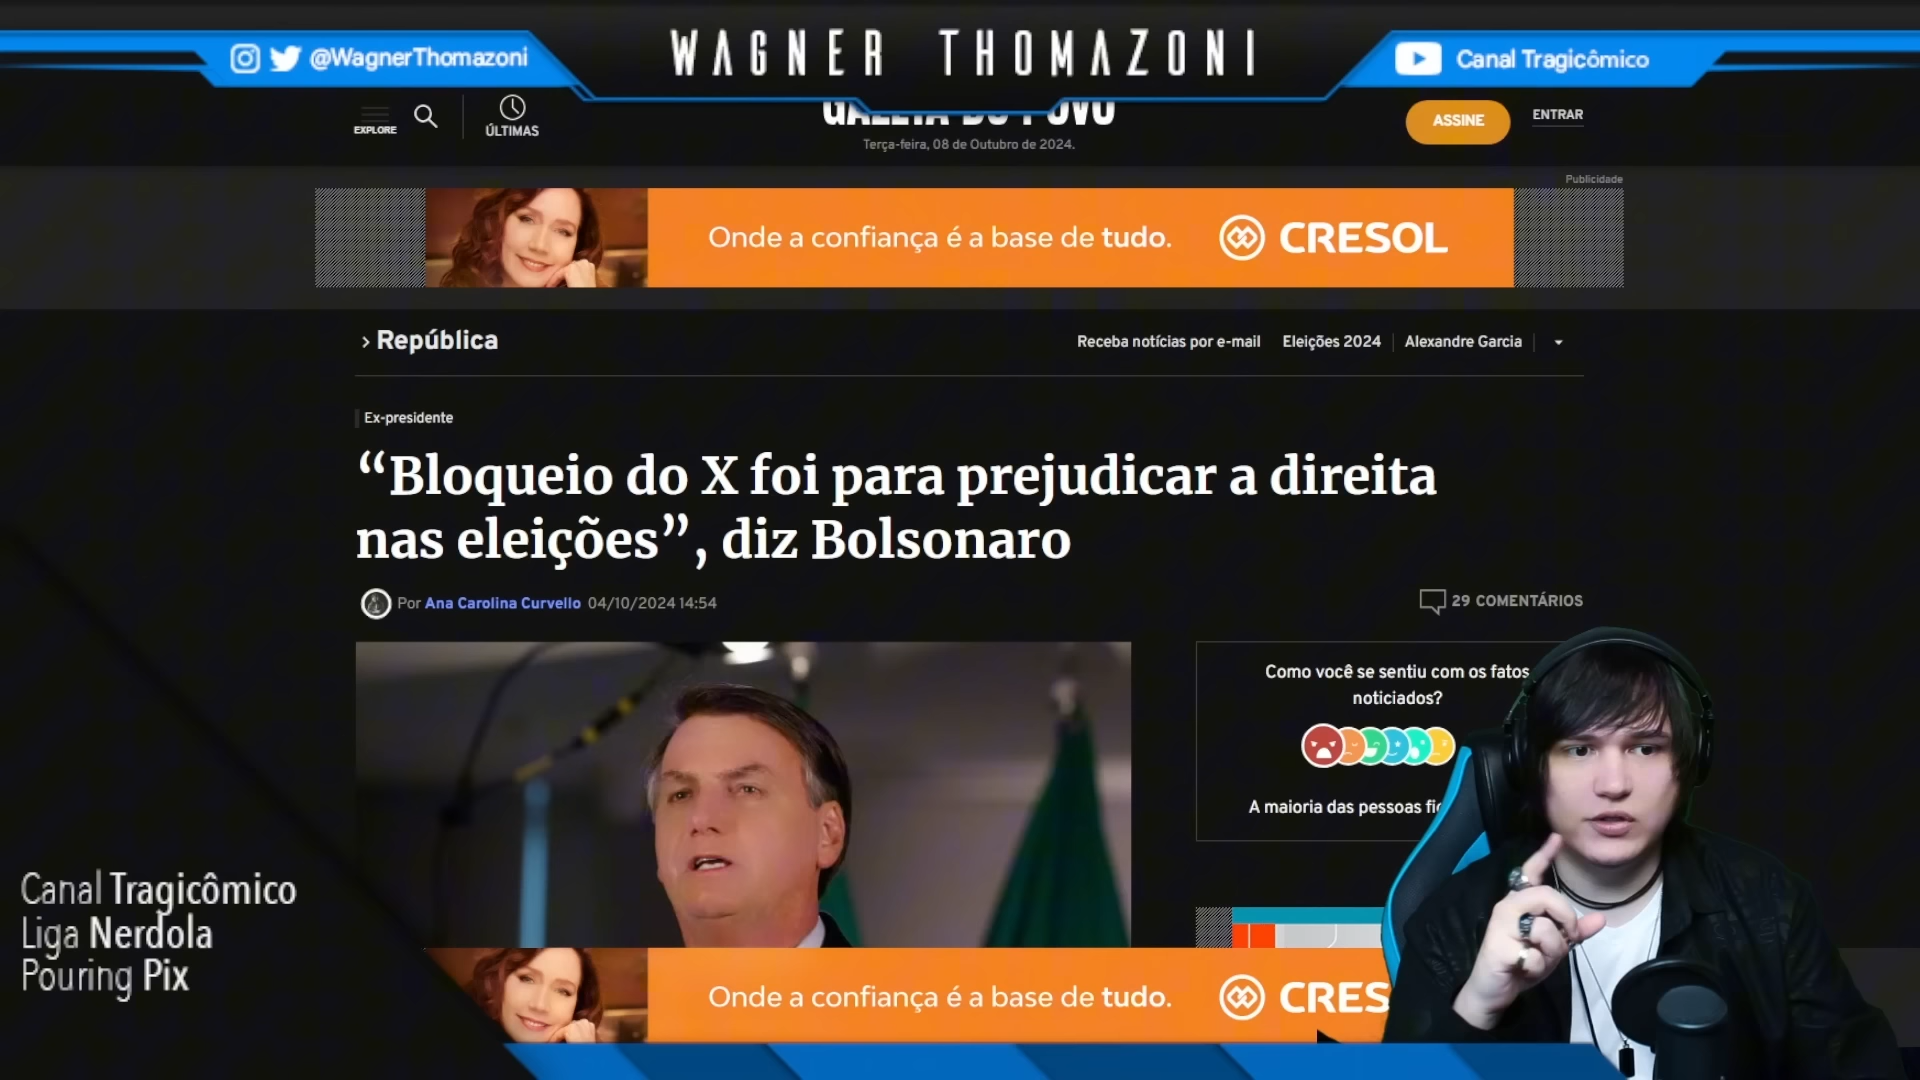 WAGNER THOMAZONI
@WagnerThomazoni
Canal Tragicômico
EXPLORE
ÚLTIMAS
GAZETA DO POVO
Terça-feira, 08 de Outubro de 2024.
ASSINE
ENTRAR
Publicidade
Onde a confiança é a base de tudo.
CRESOL
› República
Receba notícias por e-mail
Eleições 2024
Alexandre Garcia
Ex-presidente
“Bloqueio do X foi para prejudicar a direita
nas eleições”, diz Bolsonaro
Por Ana Carolina Curvello 04/10/2024 14:54
29 COMENTÁRIOS
Como você se sentiu com os fatos
noticiados?
A maioria das pessoas fi
Canal Tragicômico
Liga Nerdola
Pouring Pix
Onde a confiança é a base de tudo.
CRES